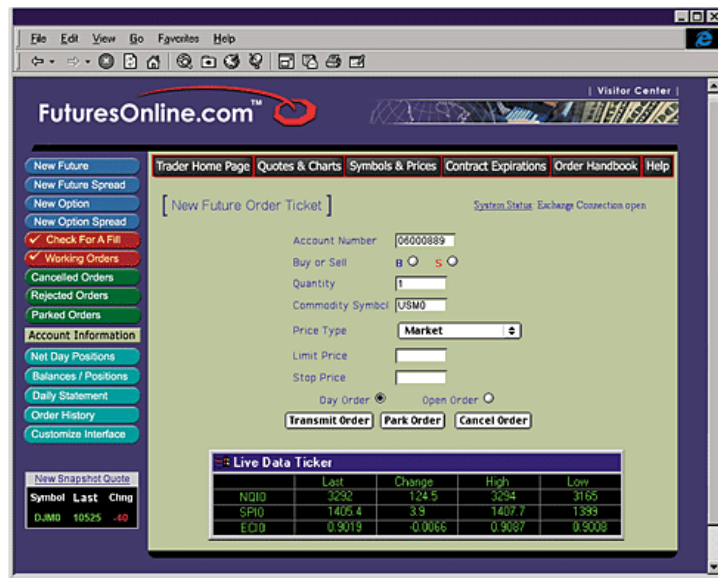 File Edit View Go Favorites Help
| Visitor Center |
FuturesOnline.com™
New Future
New Future Spread
New Option
New Option Spread
✓ Check For A Fill
✓ Working Orders
Cancelled Orders
Rejected Orders
Parked Orders
Account Information
Net Day Positions
Balances / Positions
Daily Statement
Order History
Customize Interface
New Snapshot Quote
Symbol Last Chng
DJM0 10525 -40
Trader Home Page Quotes & Charts Symbols & Prices Contract Expirations Order Handbook Help
[ New Future Order Ticket ] System Status: Exchange Connection open
Account Number 06000889
Buy or Sell B S
Quantity 1
Commodity Symbol USM0
Price Type Market
Limit Price
Stop Price
Day Order Open Order
Transmit Order Park Order Cancel Order
Live Data Ticker
Last Change High Low
NQI0 3292 124.5 3294 3165
SPI0 1405.4 3.9 1407.7 1399
ECI0 0.9019 -0.0066 0.9087 0.9008